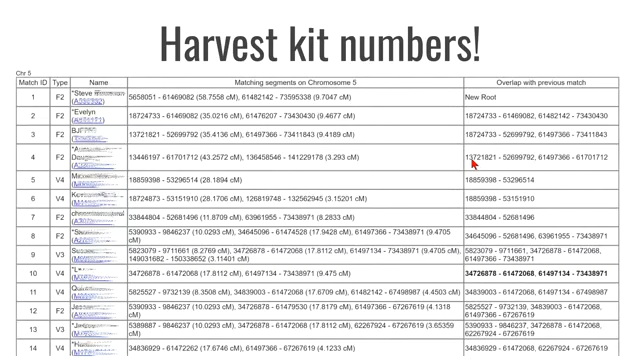 Harvest kit numbers!
Chr 5
Match ID Type Name Matching segments on Chromosome 5 Overlap with previous match
1 F2 *Steve 5658051 - 61469082 (58.7558 cM), 61482142 - 73595338 (9.7047 cM) New Root
2 F2 *Evelyn 18724733 - 61469082 (35.0216 cM), 61476207 - 73430450 (9.4677 cM) 18724733 - 61469082, 61482142 - 73430450
3 F2 13721821 - 52699792 (35.4136 cM), 61497366 - 73411843 (9.4189 cM) 18724733 - 52699792, 61497366 - 73411843
4 F2 13446197 - 61701712 (43.2572 cM), 136458546 - 141229178 (3.293 cM) 13721821 - 52699792, 61497366 - 61701712
5 V4 18859398 - 53296514 (28.1894 cM) 18859398 - 53296514
6 V4 18724873 - 53151910 (28.1706 cM), 126819748 - 132562945 (3.15201 cM) 18859398 - 53151910
7 F2 33844804 - 52681496 (11.8709 cM), 63961955 - 73438971 (8.2833 cM) 33844804 - 52681496
8 F2 5390933 - 9846237 (10.0293 cM), 34645096 - 61474528 (17.9428 cM), 61497366 - 73438971 (9.4705 cM) 34645096 - 52681496, 63961955 - 73438971
9 V3 5823079 - 9711661 (8.2769 cM), 34726878 - 61472068 (17.8112 cM), 61497134 - 73438971 (9.4705 cM), 149031682 - 150338652 (3.11401 cM) 5823079 - 9711661, 34726878 - 61472068, 61497366 - 73438971
10 V4 34726878 - 61472068 (17.8112 cM), 61497134 - 73438971 (9.475 cM) 34726878 - 61472068, 61497134 - 73438971
11 V4 5825527 - 9732139 (8.3508 cM), 34839003 - 61472068 (17.6709 cM), 61482142 - 67498987 (4.4503 cM) 34839003 - 61472068, 61497134 - 67498987
12 F2 5390933 - 9846237 (10.0293 cM), 34726878 - 61479530 (17.8179 cM), 61497366 - 67267619 (4.1318 cM) 5825527 - 9732139, 34839003 - 61472068, 61497366 - 67267619
13 V3 5389887 - 9846237 (10.0293 cM), 34726878 - 61472068 (17.8112 cM), 62267924 - 67267619 (3.65359 cM) 5390933 - 9846237, 34726878 - 61472068, 62267924 - 67267619
14 V4 34836929 - 61472262 (17.6746 cM), 61497366 - 67267619 (4.1233 cM) 34836929 - 61472068, 62267924 - 67267619